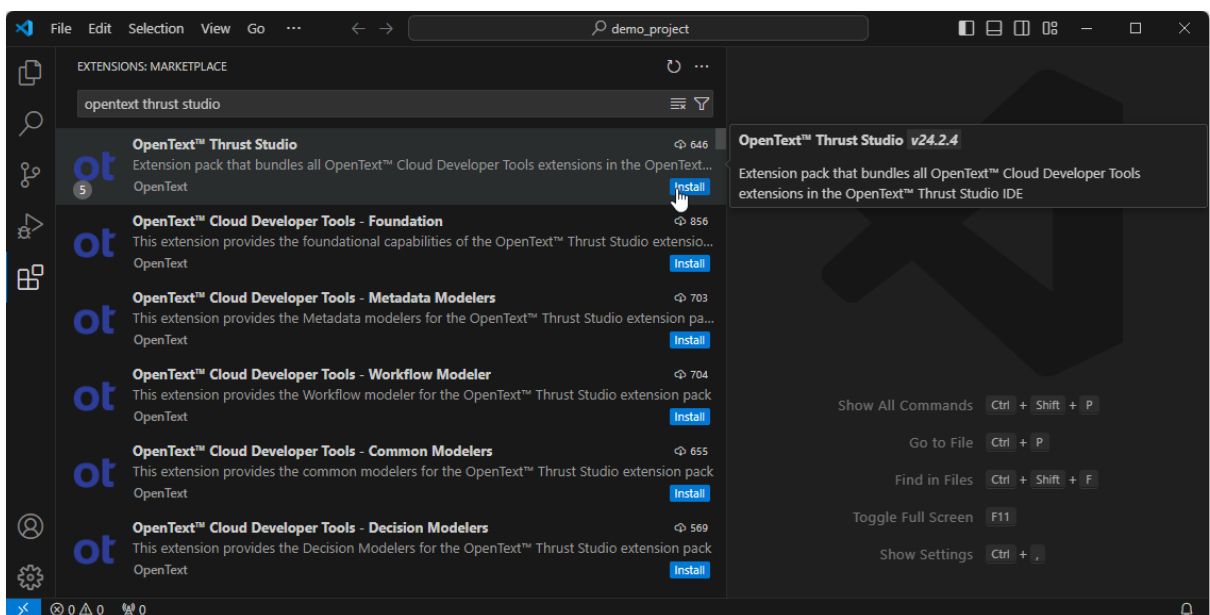 File Edit Selection View Go ··· demo_project
EXTENSIONS: MARKETPLACE
opentext thrust studio
OpenText™ Thrust Studio 646
Extension pack that bundles all OpenText™ Cloud Developer Tools extensions in the OpenText...
ot 5
OpenText Install
OpenText™ Cloud Developer Tools - Foundation 856
This extension provides the foundational capabilities of the OpenText™ Thrust Studio extensio...
ot
OpenText Install
OpenText™ Cloud Developer Tools - Metadata Modelers 703
This extension provides the Metadata modelers for the OpenText™ Thrust Studio extension pa...
ot
OpenText Install
OpenText™ Cloud Developer Tools - Workflow Modeler 704
This extension provides the Workflow modeler for the OpenText™ Thrust Studio extension pack
ot
OpenText Install
OpenText™ Cloud Developer Tools - Common Modelers 655
This extension provides the common modelers for the OpenText™ Thrust Studio extension pack
ot
OpenText Install
OpenText™ Cloud Developer Tools - Decision Modelers 569
This extension provides the Decision Modelers for the OpenText™ Thrust Studio extension pack
ot
OpenText Install
OpenText™ Thrust Studio v24.2.4
Extension pack that bundles all OpenText™ Cloud Developer Tools
extensions in the OpenText™ Thrust Studio IDE
Show All Commands Ctrl + Shift + P
Go to File Ctrl + P
Find in Files Ctrl + Shift + F
Toggle Full Screen F11
Show Settings Ctrl + ,
0 0 0